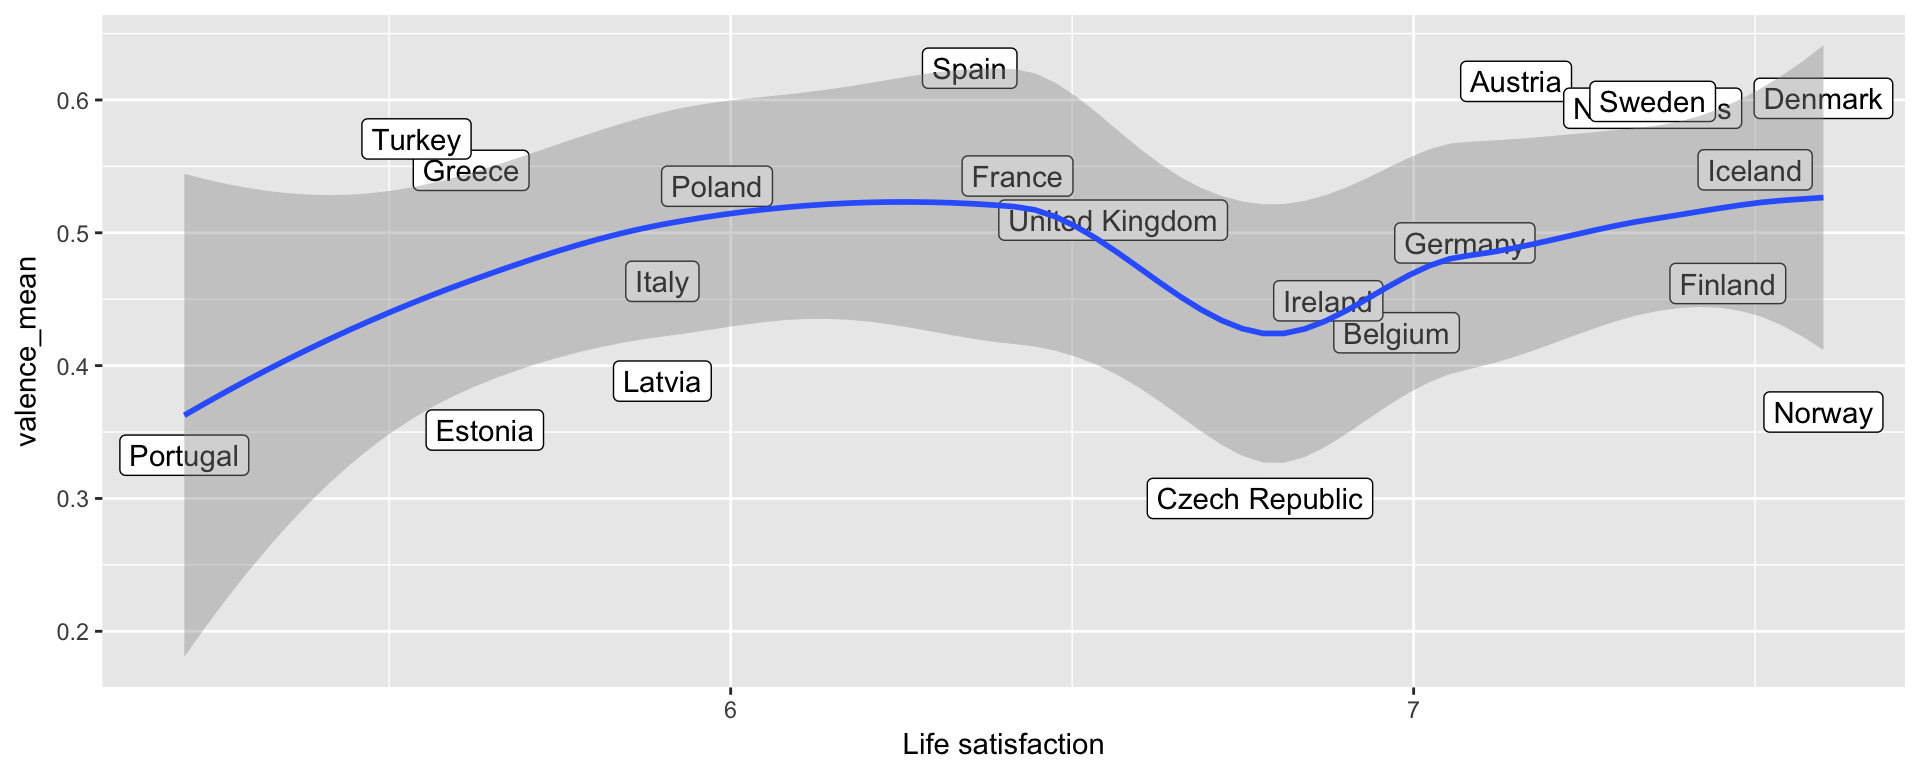 Spain
Austria
Sweden
Denmark
0.6
Turkey
Greece
Iceland
Poland
France
United Kingdom
0.5
Germany
Italy
Finland
Ireland
Belgium
0.4
Latvia
Norway
Estonia
Portugal
0.3
Czech Republic
0.2
valence_mean
6
7
Life satisfaction